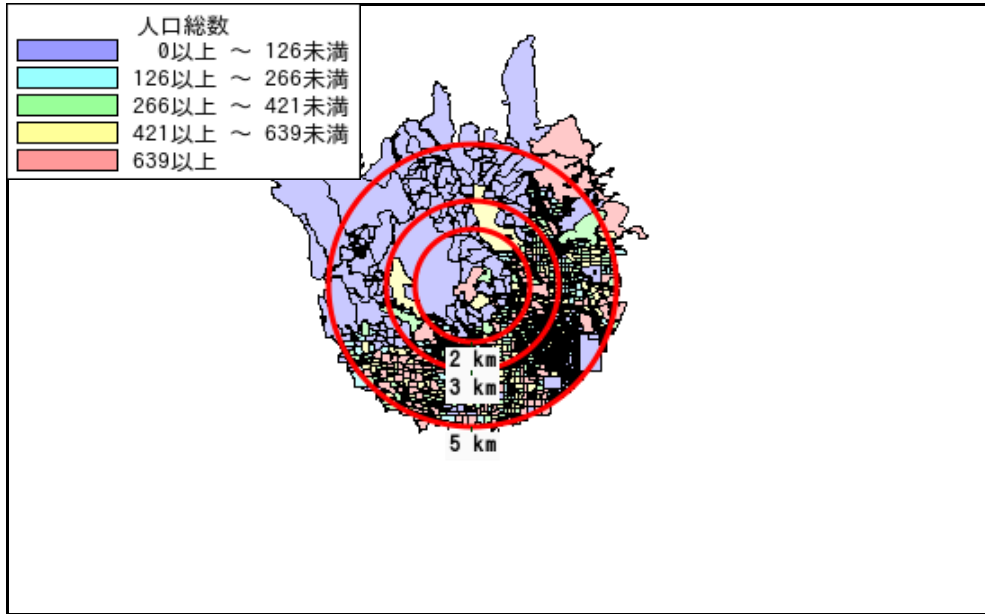 人口総数
0以上 ～ 126未満
126以上 ～ 266未満
266以上 ～ 421未満
421以上 ～ 639未満
639以上
2 km
3 km
5 km